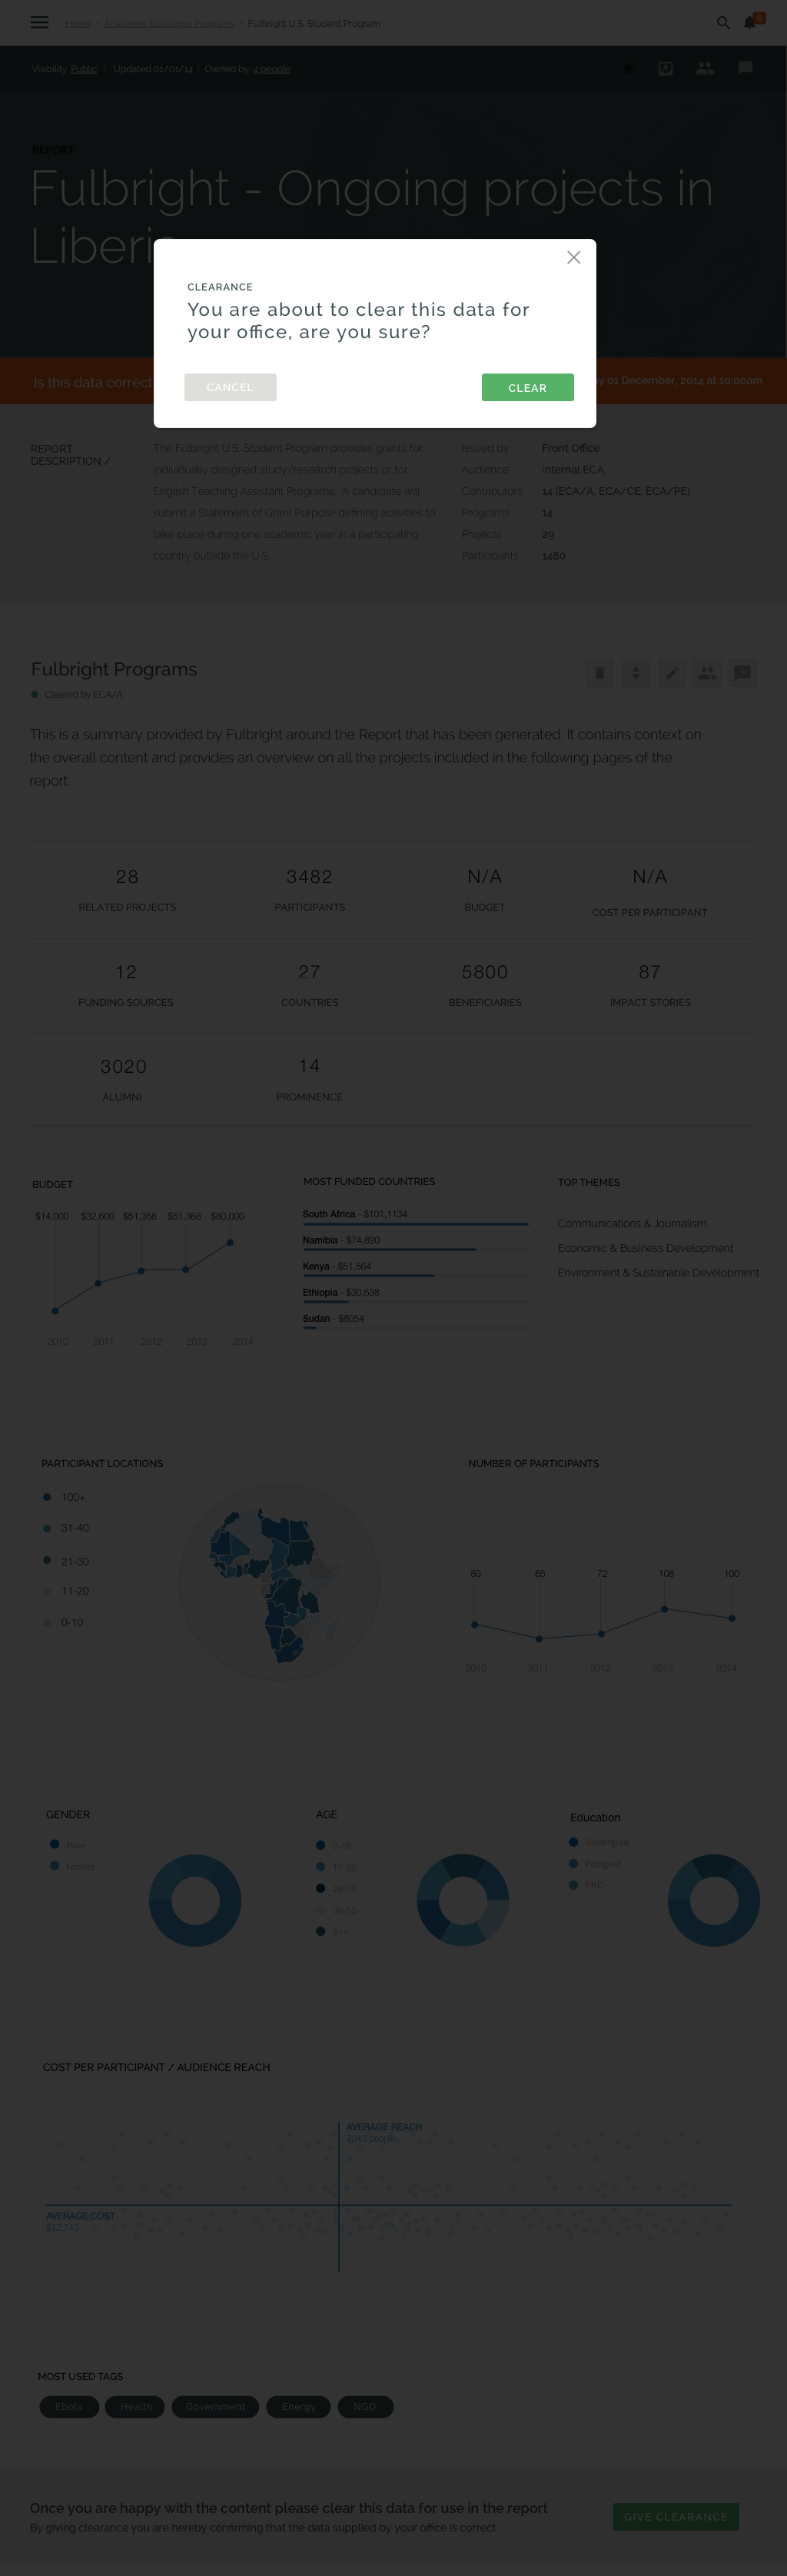 Home - Academic Exchange Programs - Fulbright U.S. Student Program
6
Visibility: Public | Updated 01/01/14 | Owned by: 4 people
REPORT
Fulbright - Ongoing projects in
Liberia
CLEARANCE
You are about to clear this data for
your office, are you sure?
CANCEL
CLEAR
Is this data correct
01 December, 2014 at 10:00am
REPORT
DESCRIPTION /
The Fulbright U.S. Student Program provides grants for
individually designed study/research projects or for
English Teaching Assistant Programs. A candidate will
submit a Statement of Grant Purpose defining activities to
take place during one academic year in a participating
country outside the U.S.
Issued by Front Office
Audience Internal ECA
Contributors 14 (ECA/A, ECA/CE, ECA/PE)
Programs 14
Projects 29
Participants 1480
Fulbright Programs
Cleared by ECA/A
This is a summary provided by Fulbright around the Report that has been generated. It contains context on
the overall content and provides an overview on all the projects included in the following pages of the
report.
28 3482 N/A N/A
RELATED PROJECTS PARTICIPANTS BUDGET COST PER PARTICIPANT
12 27 5800 87
FUNDING SOURCES COUNTRIES BENEFICIARIES IMPACT STORIES
3020 14
ALUMNI PROMINENCE
BUDGET
$14,000 $32,600 $51,368 $51,368 $80,000
2010 2011 2012 2013 2014
MOST FUNDED COUNTRIES
South Africa - $101,1134
Namibia - $74,890
Kenya - $51,564
Ethiopia - $30,638
Sudan - $8054
TOP THEMES
Communications & Journalism
Economic & Business Development
Environment & Sustainable Development
PARTICIPANT LOCATIONS
100+
31-40
21-30
11-20
0-10
NUMBER OF PARTICIPANTS
80 65 72 108 100
2010 2011 2012 2013 2014
GENDER
Male
Female
AGE
0-16
17-25
26-35
36-50
51+
Education
Undergrad
Postgrad
PHD
COST PER PARTICIPANT / AUDIENCE REACH
AVERAGE REACH
7043 people
AVERAGE COST
$12,743
MOST USED TAGS
Ebola Health Government Energy NGO
Once you are happy with the content please clear this data for use in the report
By giving clearance you are hereby confirming that the data supplied by your office is correct
GIVE CLEARANCE